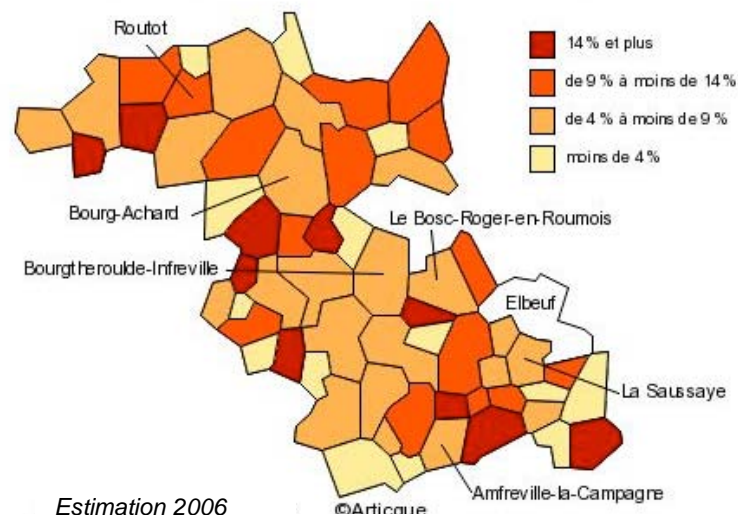 Routot
14 % et plus
de 9 % à moins de 14 %
de 4 % à moins de 9 %
moins de 4 %
Bourg-Achard
Le Bosc-Roger-en-Roumois
Bourgtheroulde-Infreville
Elbeuf
La Saussaye
Amfreville-la-Campagne
Estimation 2006
©Articque